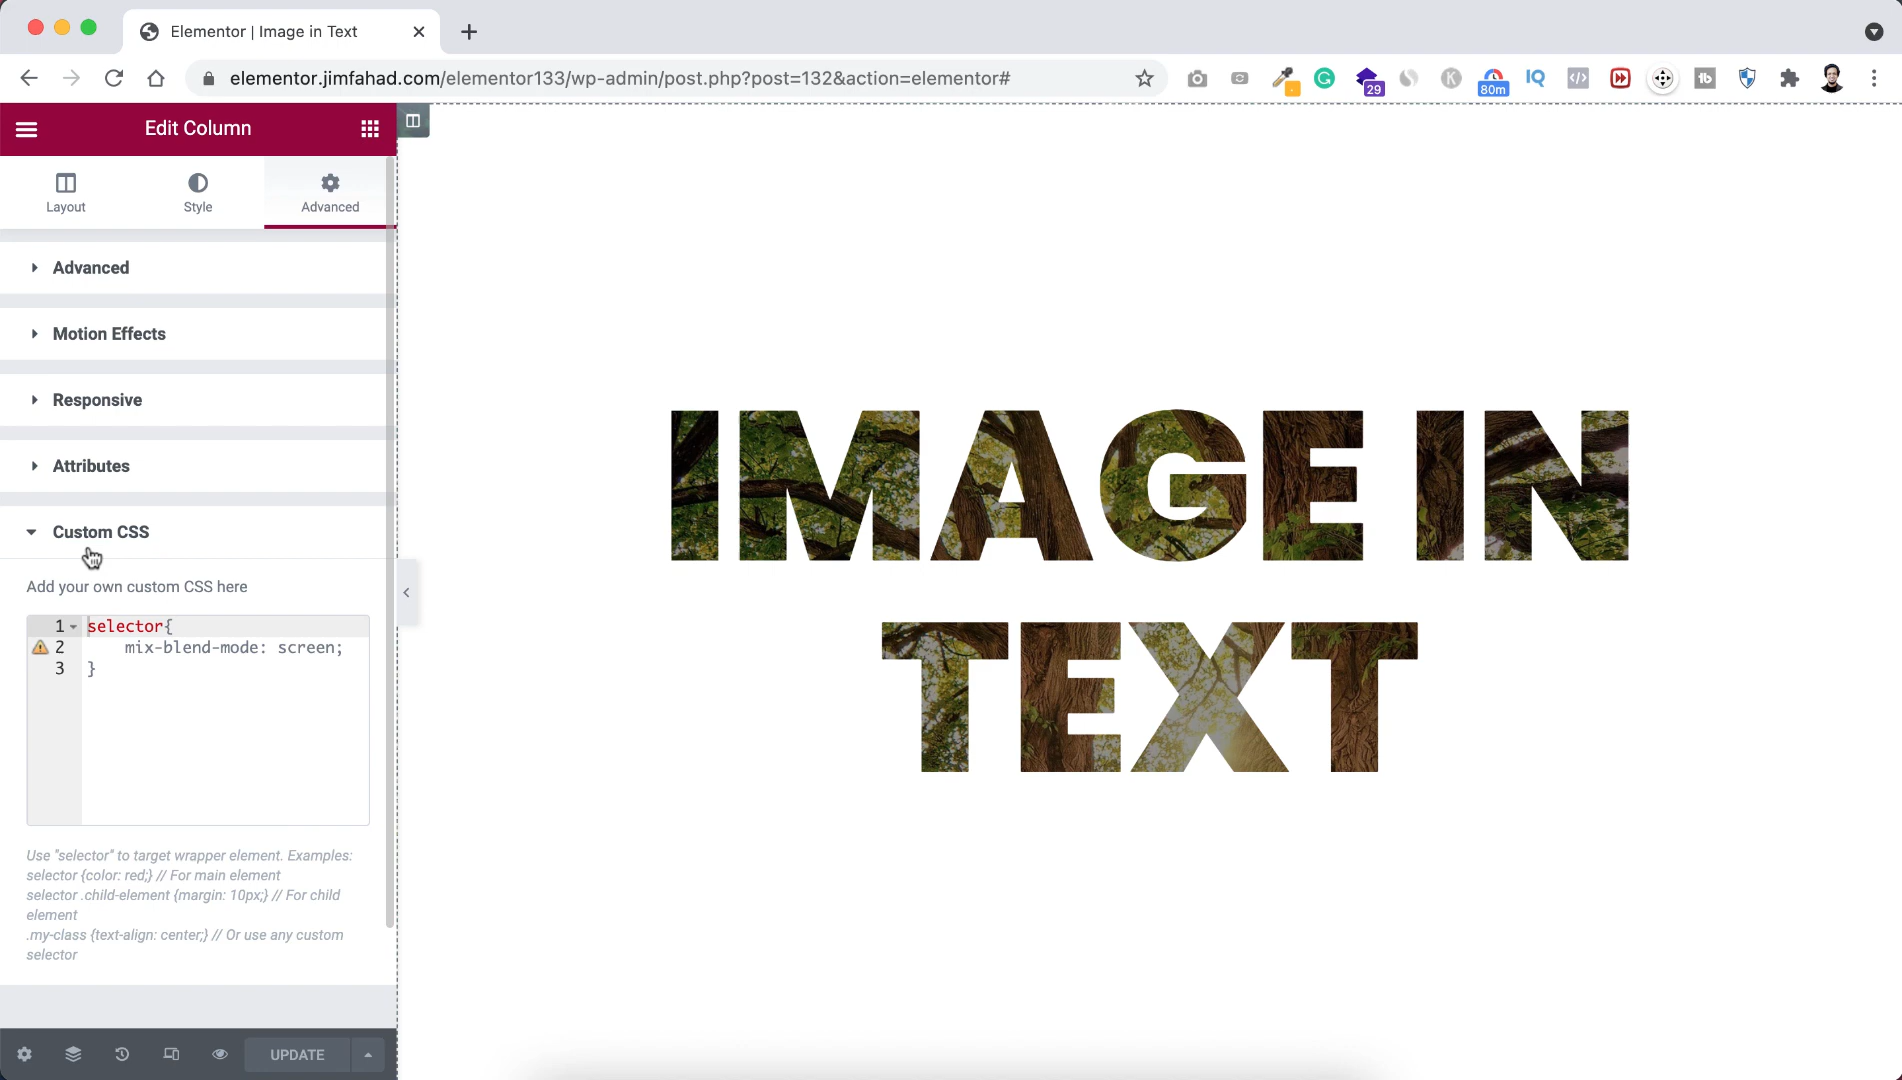 Elementor | Image in Text
elementor.jimfahad.com/elementor133/wp-admin/post.php?post=132&action=elementor#
29
80m
IQ
tb
Edit Column
Layout
Style
Advanced
Advanced
Motion Effects
Responsive
Attributes
Custom CSS
Add your own custom CSS here
1 selector{
2 mix-blend-mode: screen;
3 }
Use "selector" to target wrapper element. Examples:
selector {color: red;} // For main element
selector .child-element {margin: 10px;} // For child
element
.my-class {text-align: center;} // Or use any custom
selector
UPDATE
IMAGE IN
TEXT